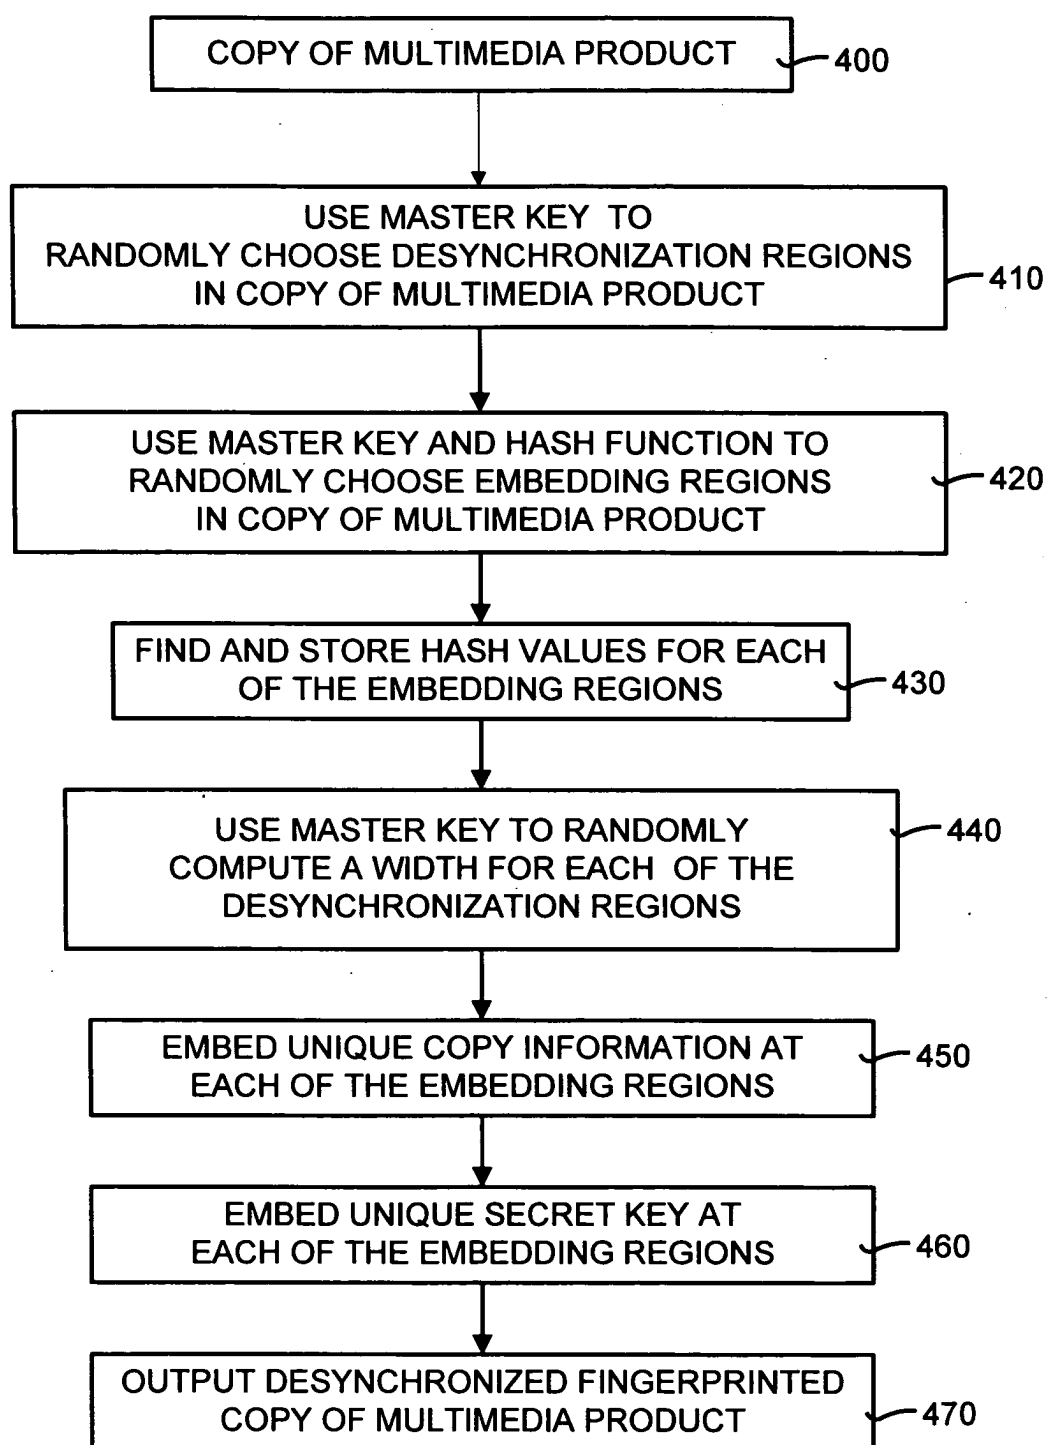 COPY OF MULTIMEDIA PRODUCT
400
USE MASTER KEY TO
RANDOMLY CHOOSE DESYNCHRONIZATION REGIONS
IN COPY OF MULTIMEDIA PRODUCT
410
USE MASTER KEY AND HASH FUNCTION TO
RANDOMLY CHOOSE EMBEDDING REGIONS
IN COPY OF MULTIMEDIA PRODUCT
420
FIND AND STORE HASH VALUES FOR EACH
OF THE EMBEDDING REGIONS
430
USE MASTER KEY TO RANDOMLY
COMPUTE A WIDTH FOR EACH OF THE
DESYNCHRONIZATION REGIONS
440
EMBED UNIQUE COPY INFORMATION AT
EACH OF THE EMBEDDING REGIONS
450
EMBED UNIQUE SECRET KEY AT
EACH OF THE EMBEDDING REGIONS
460
OUTPUT DESYNCHRONIZED FINGERPRINTED
COPY OF MULTIMEDIA PRODUCT
470